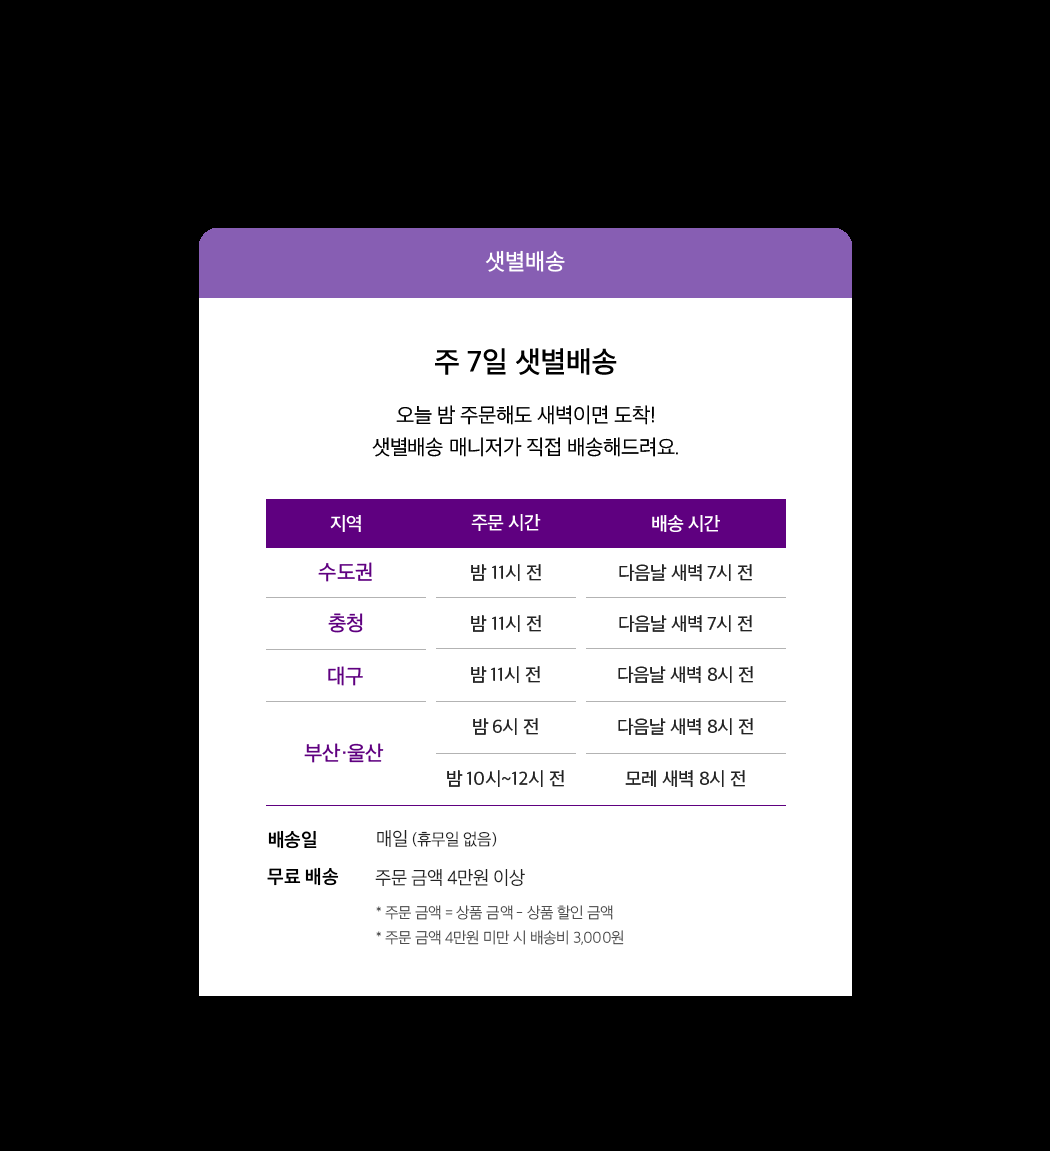 샛별배송
주 7일 샛별배송
오늘 밤 주문해도 새벽이면 도착!
샛별배송 매니저가 직접 배송해드려요.
지역 주문 시간 배송 시간
수도권 밤 11시 전 다음날 새벽 7시 전
충청 밤 11시 전 다음날 새벽 7시 전
대구 밤 11시 전 다음날 새벽 8시 전
부산·울산 밤 6시 전 다음날 새벽 8시 전
밤 10시~12시 전 모레 새벽 8시 전
배송일 매일 (휴무일 없음)
무료 배송 주문 금액 4만원 이상
* 주문 금액 = 상품 금액 - 상품 할인 금액
* 주문 금액 4만원 미만 시 배송비 3,000원